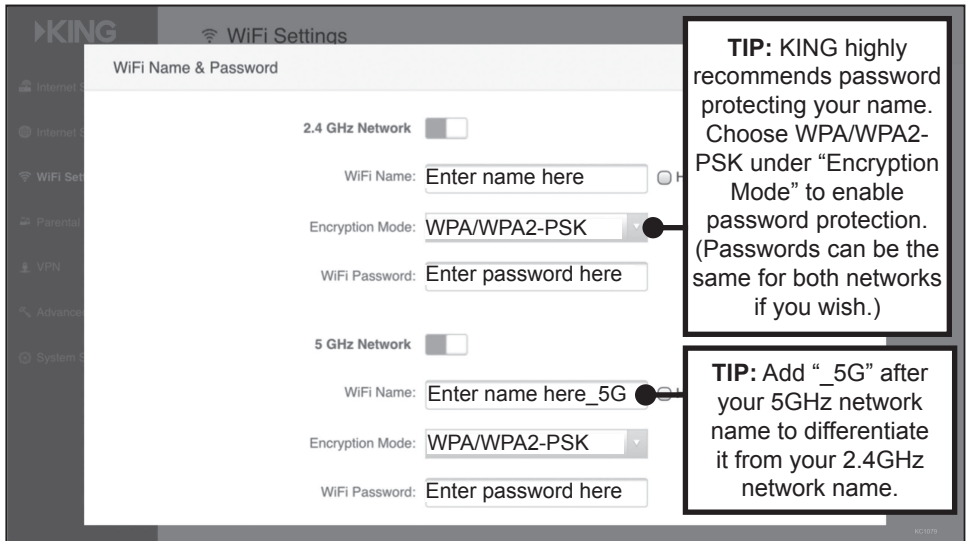 KING
WiFi Settings
WiFi Name & Password
Internet S
Internet S
WiFi Set
Parental
VPN
Advance
System S
2.4 GHz Network
WiFi Name: Enter name here
H
Encryption Mode: WPA/WPA2-PSK
WiFi Password: Enter password here
5 GHz Network
WiFi Name: Enter name here_5G
Encryption Mode: WPA/WPA2-PSK
WiFi Password: Enter password here
TIP: KING highly
recommends password
protecting your name.
Choose WPA/WPA2-
PSK under “Encryption
Mode” to enable
password protection.
(Passwords can be the
same for both networks
if you wish.)
TIP: Add “_5G” after
your 5GHz network
name to differentiate
it from your 2.4GHz
network name.
KC1079